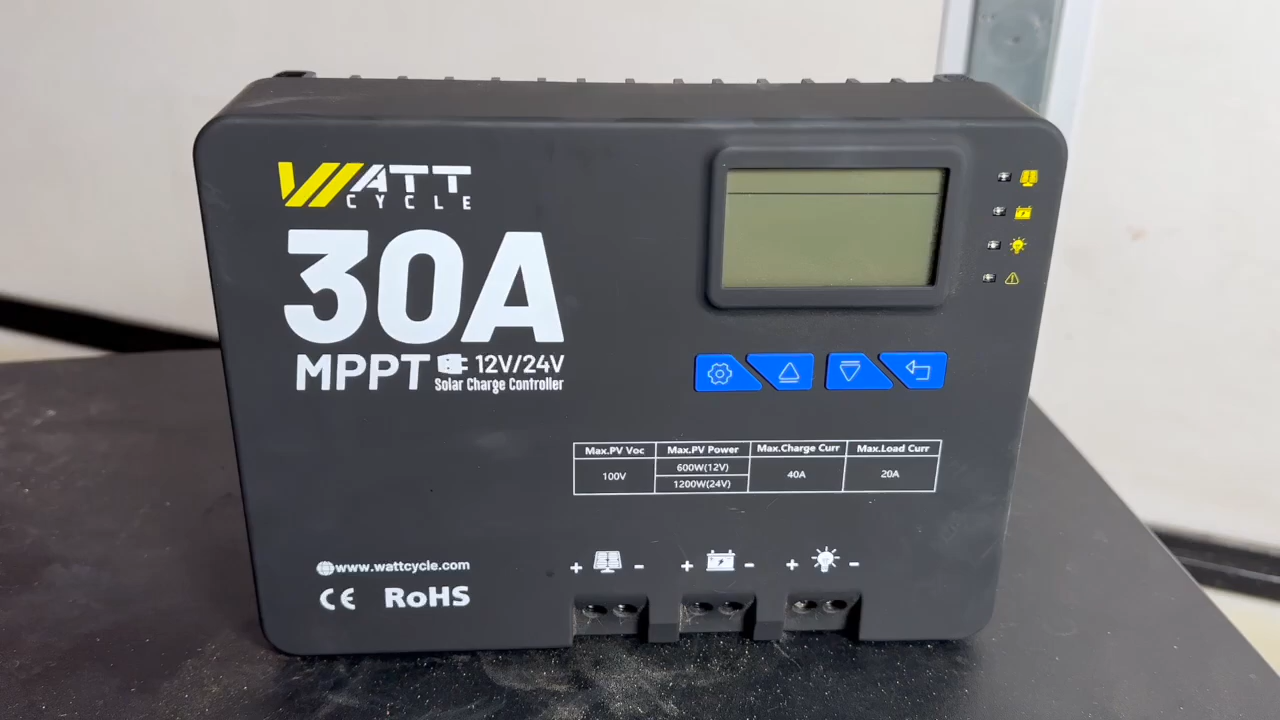 WATT
CYCLE
30A
MPPT 12V/24V
Solar Charge Controller
Max.PV Voc Max.PV Power Max.Charge Curr Max.Load Curr
100V 600W(12V) 40A 20A
1200W(24V)
+ - + - + -
www.wattcycle.com
CE RoHS